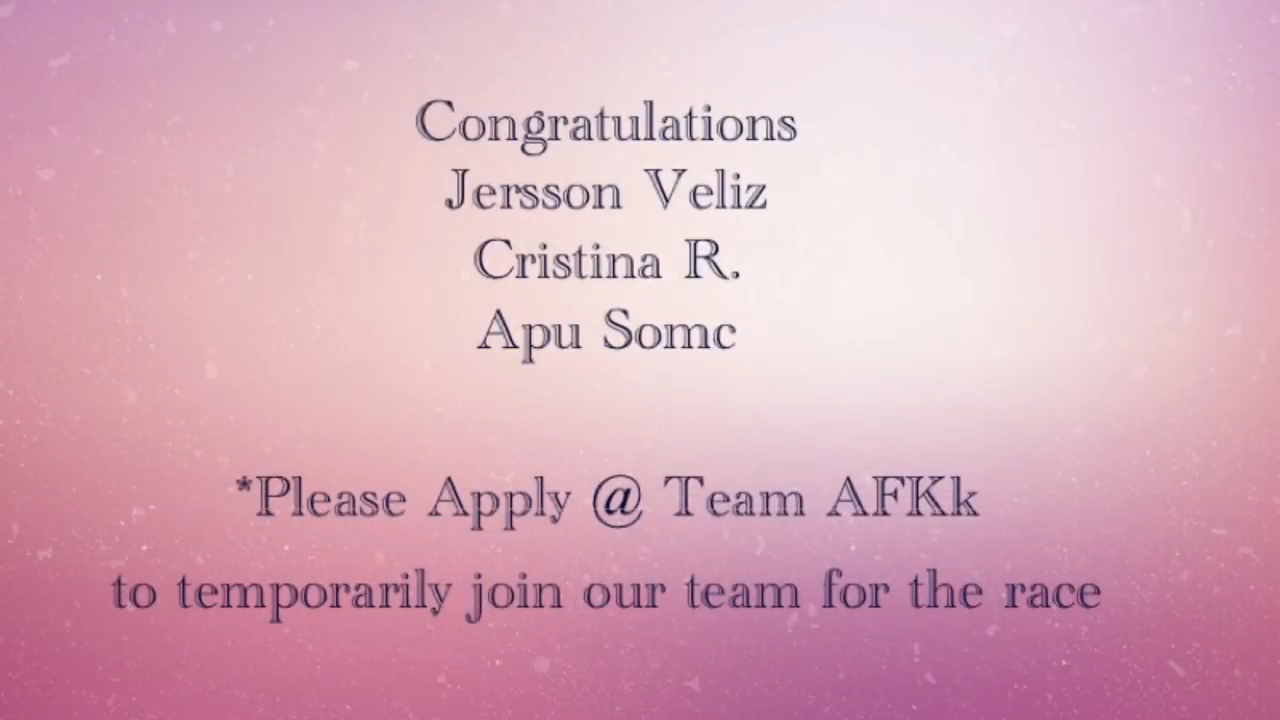 Congratulations
Jersson Veliz
Cristina R.
Apu Somc
*Please Apply @ Team AFKk
to temporarily join our team for the race